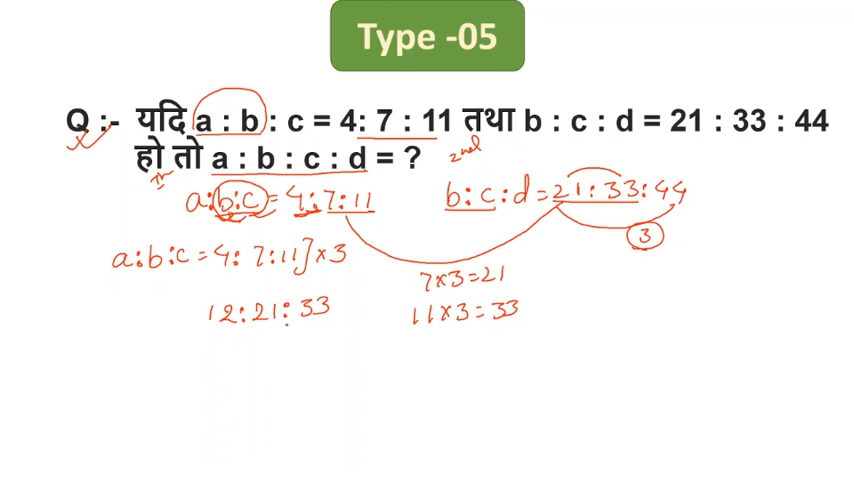 Type -05
Q :- यदि a : b : c = 4: 7 : 11 तथा b : c : d = 21 : 33 : 44
हो तो a : b : c : d = ?
2nd
a:b:c = 4:7:11
b:c:d = 21:33:44
3
a:b:c = 4:7:11]×3
7×3=21
12:21:33
11×3=33